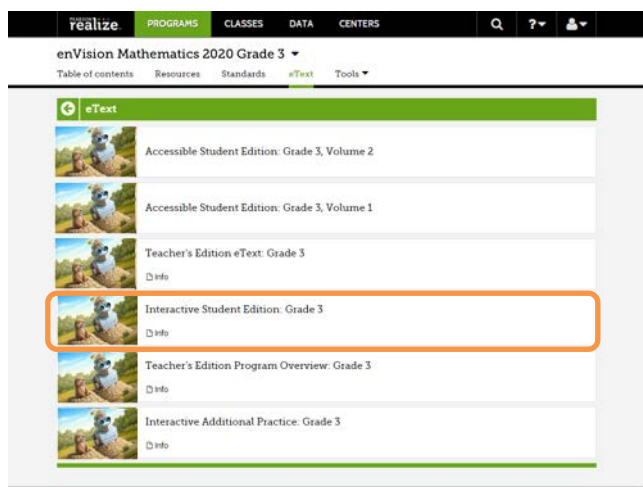 PEARSON realize. PROGRAMS CLASSES DATA CENTERS ?
enVision Mathematics 2020 Grade 3
Table of contents Resources Standards eText Tools
eText
Accessible Student Edition: Grade 3, Volume 2
Accessible Student Edition: Grade 3, Volume 1
Teacher's Edition eText: Grade 3
Info
Interactive Student Edition: Grade 3
Info
Teacher's Edition Program Overview: Grade 3
Info
Interactive Additional Practice: Grade 3
Info